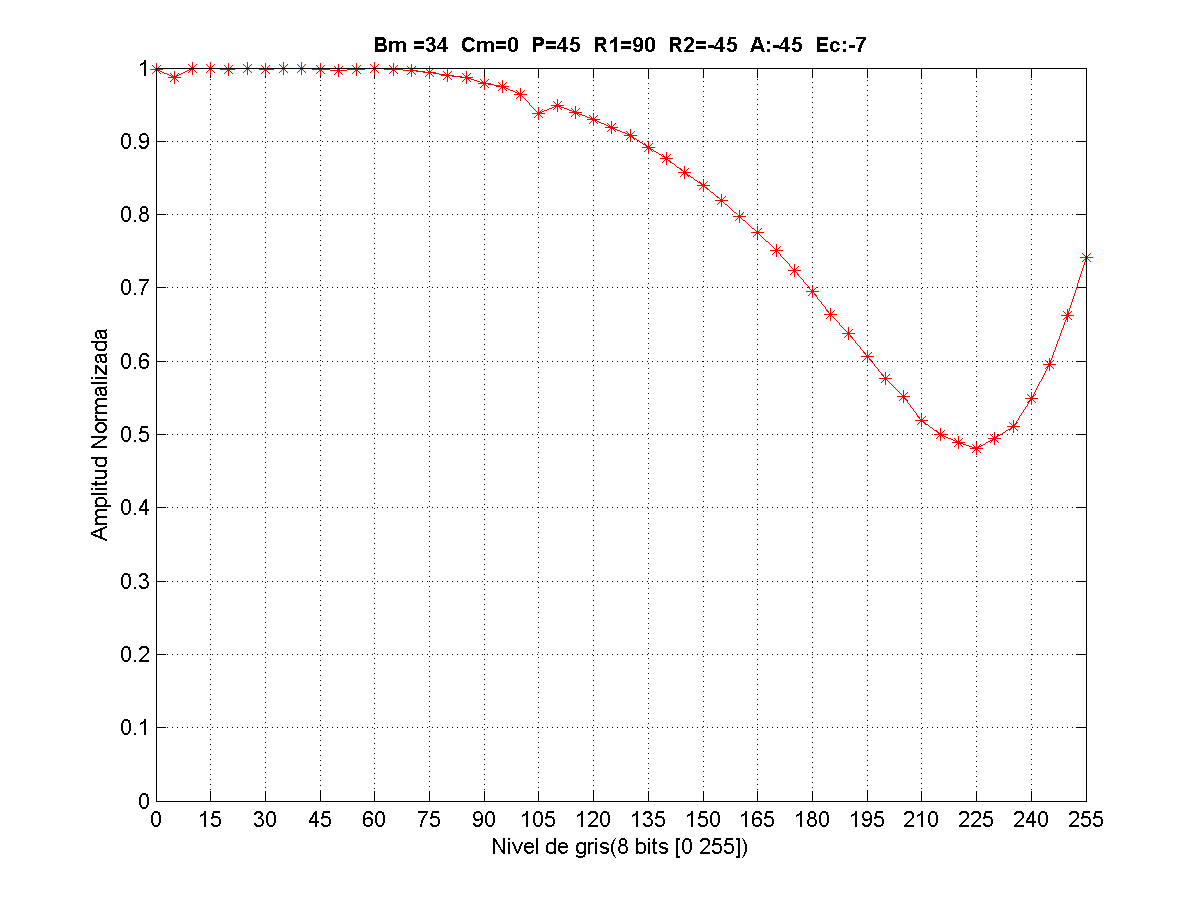 Bm =34 Cm=0 P=45 R1=90 R2=-45 A:-45 Ec:-7
1
0.9
0.8
0.7
0.6
0.5
0.4
0.3
0.2
0.1
0
Amplitud Normalizada
0 15 30 45 60 75 90 105 120 135 150 165 180 195 210 225 240 255
Nivel de gris(8 bits [0 255])